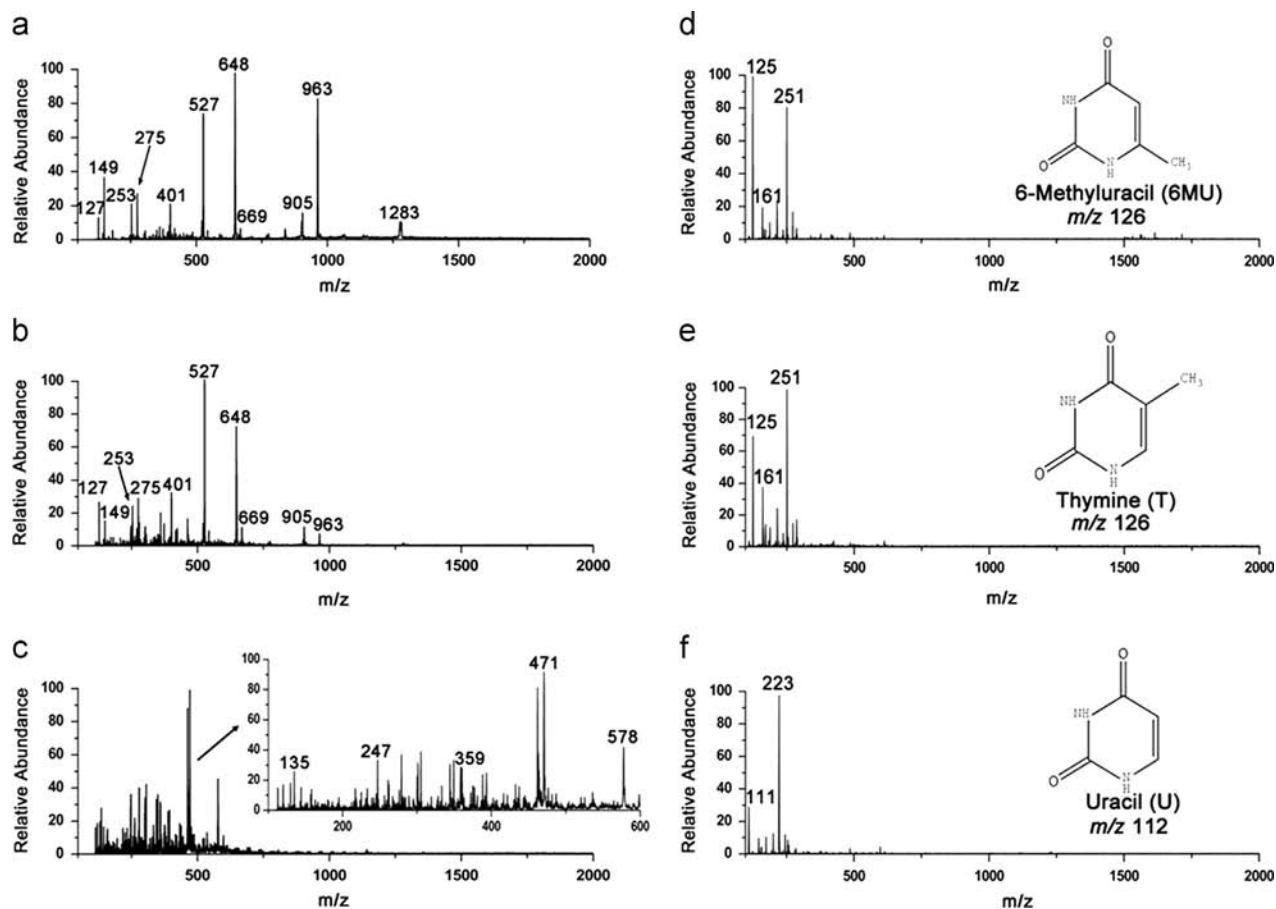 a
Relative Abundance
100
80
60
40
20
0
127
149
253
275
401
527
648
669
905
963
1283
500
1000
1500
2000
m/z
b
Relative Abundance
100
80
60
40
20
0
127
149
253
275
401
527
648
669
905
963
500
1000
1500
2000
m/z
c
Relative Abundance
100
80
60
40
20
0
500
1000
1500
2000
m/z
100
80
60
40
20
0
135
247
359
471
578
200
400
600
d
Relative Abundance
100
80
60
40
20
0
125
161
251
500
1000
1500
2000
m/z
O
NH
O
N
H
CH3
6-Methyluracil (6MU)
m/z 126
e
Relative Abundance
100
80
60
40
20
0
125
161
251
500
1000
1500
2000
m/z
O
CH3
NH
O
N
H
Thymine (T)
m/z 126
f
Relative Abundance
100
80
60
40
20
0
111
223
500
1000
1500
2000
m/z
O
NH
O
N
H
Uracil (U)
m/z 112